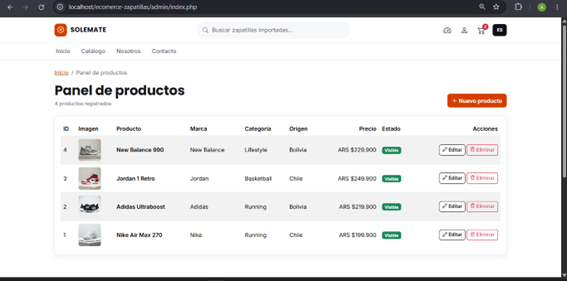 localhost/ecomerce-zapatillas/admin/index.php
SOLEMATE
Buscar zapatillas importadas...
ES
Inicio Catálogo Nosotros Contacto
Inicio / Panel de productos
Panel de productos
4 productos registrados
+ Nuevo producto
ID Imagen Producto Marca Categoría Origen Precio Estado Acciones
4 New Balance 990 New Balance Lifestyle Bolivia ARS $229.900 Visible Editar Eliminar
3 Jordan 1 Retro Jordan Basketball Chile ARS $249.900 Visible Editar Eliminar
2 Adidas Ultraboost Adidas Running Bolivia ARS $219.900 Visible Editar Eliminar
1 Nike Air Max 270 Nike Running Chile ARS $199.900 Visible Editar Eliminar